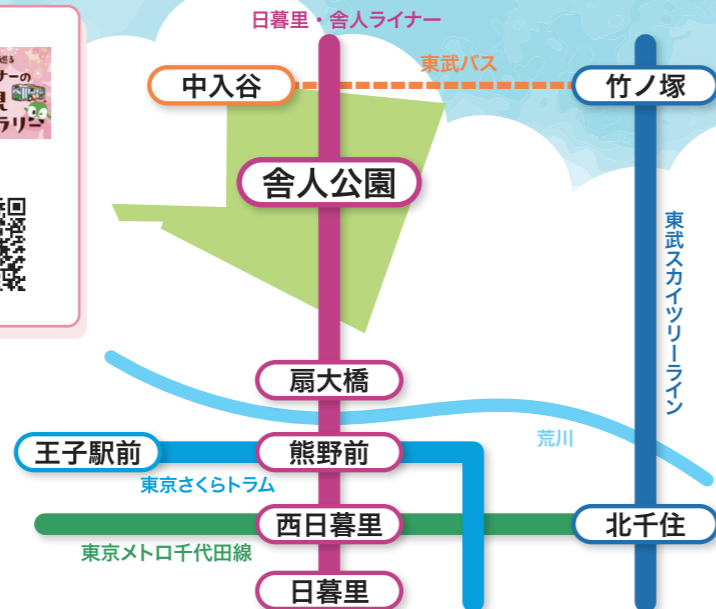 日暮里・舎人ライナー
中入谷
東武バス
竹ノ塚
舎人公園
東武スカイツリーライン
扇大橋
荒川
王子駅前
熊野前
東京さくらトラム
西日暮里
北千住
東京メトロ千代田線
日暮里